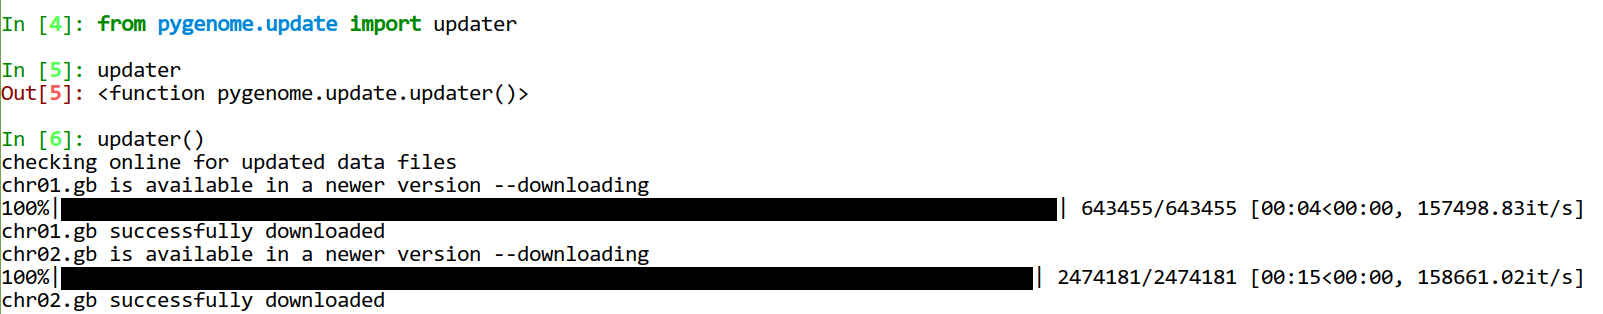 In [4]: from pygenome.update import updater
In [5]: updater
Out[5]: <function pygenome.update.updater()>
In [6]: updater()
checking online for updated data files
chr01.gb is available in a newer version --downloading
100%| | 643455/643455 [00:04<00:00, 157498.83it/s]
chr01.gb successfully downloaded
chr02.gb is available in a newer version --downloading
100%| | 2474181/2474181 [00:15<00:00, 158661.02it/s]
chr02.gb successfully downloaded